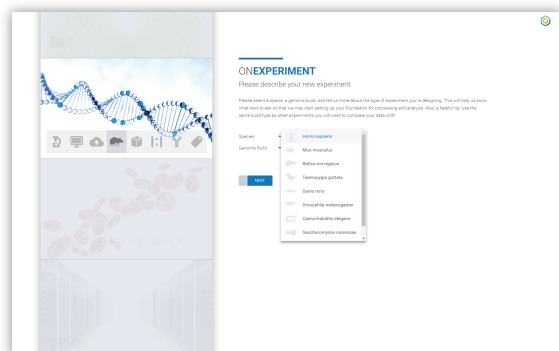 ONEXPERIMENT
Please describe your new experiment
Please select a specie, a genome build, and tell us more about the type of experiment you're designing. This will help us know
what next to ask so that we may start setting up your foundation for processing and analysis. Also, a helpful tip: Use the
same build type as other experiments you will want to compare your data with!
Species
Genome Build
Homo sapiens
Mus musculus
Rattus norvegicus
Taeniopygia guttata
Danio rerio
Drosophila melanogaster
Caenorhabditis elegans
Saccharomyces cerevisiae
NEXT